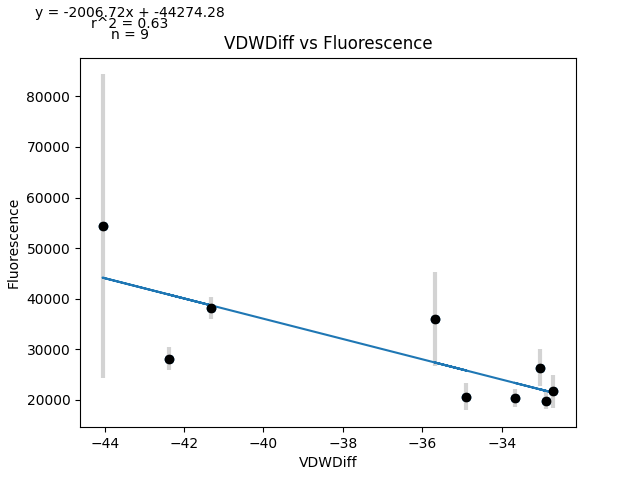 y = -2006.72x + -44274.28
r^2 = 0.63
n = 9
VDWDiff vs Fluorescence
80000
70000
60000
50000
40000
30000
20000
Fluorescence
−44 −42 −40 −38 −36 −34
VDWDiff